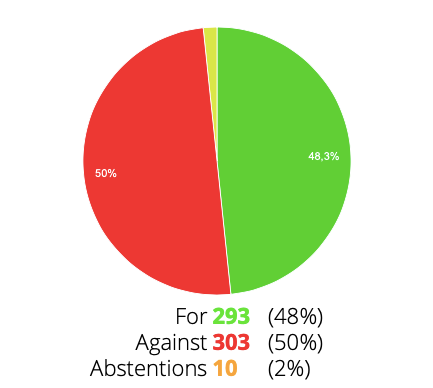 48,3%
50%
For 293 (48%)
Against 303 (50%)
Abstentions 10 (2%)